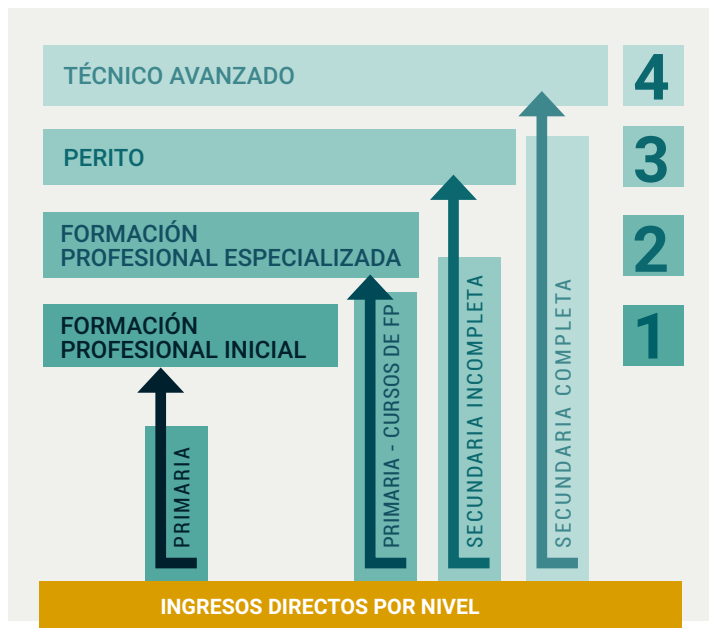 TÉCNICO AVANZADO
4
PERITO
3
FORMACIÓN
PROFESIONAL ESPECIALIZADA
2
FORMACIÓN
PROFESIONAL INICIAL
1
PRIMARIA
PRIMARIA - CURSOS DE FP
SECUNDARIA INCOMPLETA
SECUNDARIA COMPLETA
INGRESOS DIRECTOS POR NIVEL